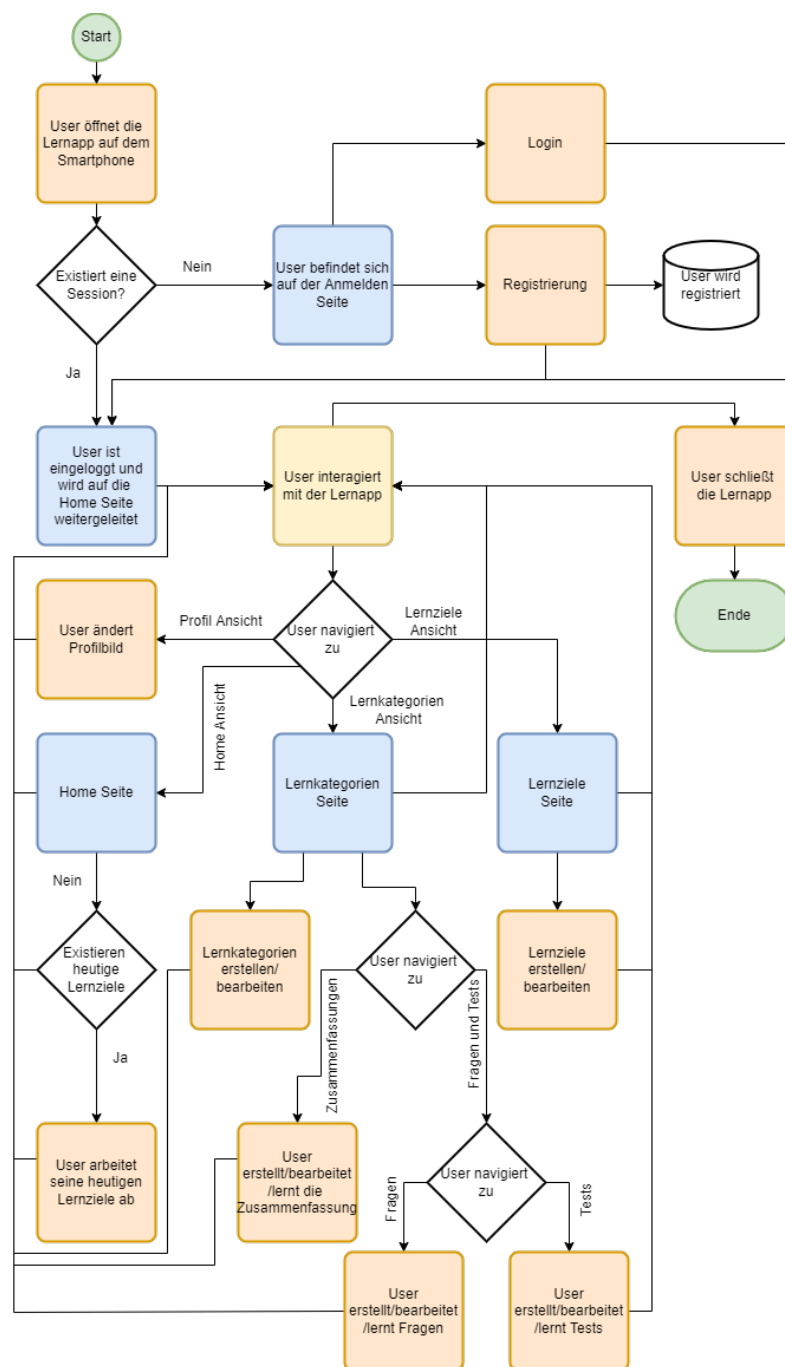 Start
User öffnet die
Lernapp auf dem
Smartphone
Login
Existiert eine
Session?
Nein
User befindet sich
auf der Anmelden
Seite
Registrierung
User wird
registriert
Ja
User ist
eingeloggt und
wird auf die
Home Seite
weitergeleitet
User interagiert
mit der Lernapp
User schließt
die Lernapp
User ändert
Profilbild
Profil Ansicht
User navigiert
zu
Lernziele
Ansicht
Ende
Home Ansicht
Lernkategorien
Ansicht
Home Seite
Lernkategorien
Seite
Lernziele
Seite
Nein
Existieren
heutige
Lernziele
Lernkategorien
erstellen/
bearbeiten
User navigiert
zu
Lernziele
erstellen/
bearbeiten
Ja
Zusammenfassungen
Fragen und Tests
User arbeitet
seine heutigen
Lernziele ab
User
erstellt/bearbeitet
/lernt die
Zusammenfassung
User navigiert
zu
Fragen
Tests
User
erstellt/bearbeitet
/lernt Fragen
User
erstellt/bearbeitet
/lernt Tests